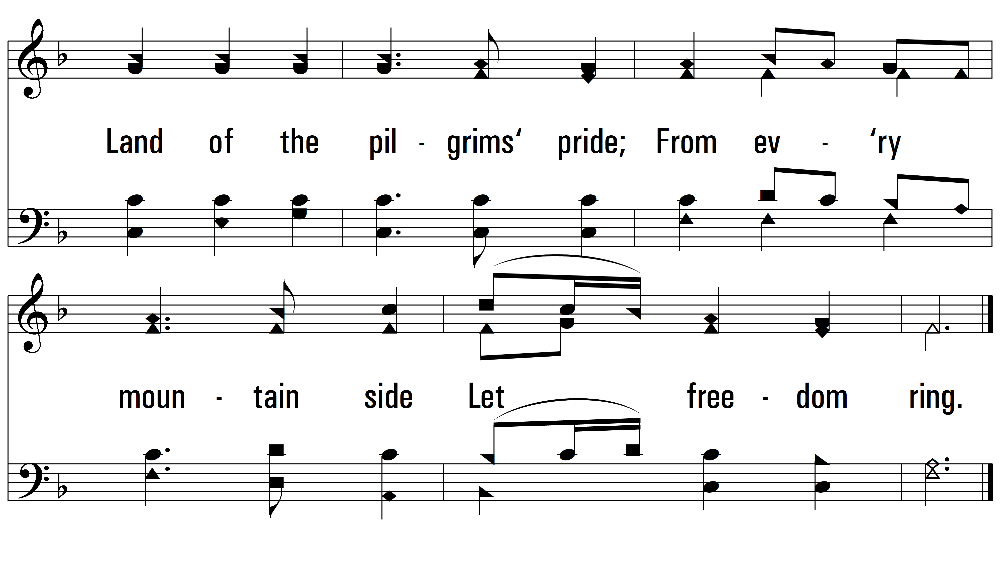 Land of the pil - grims‘ pride; From ev - ‘ry
moun - tain side Let free - dom ring.